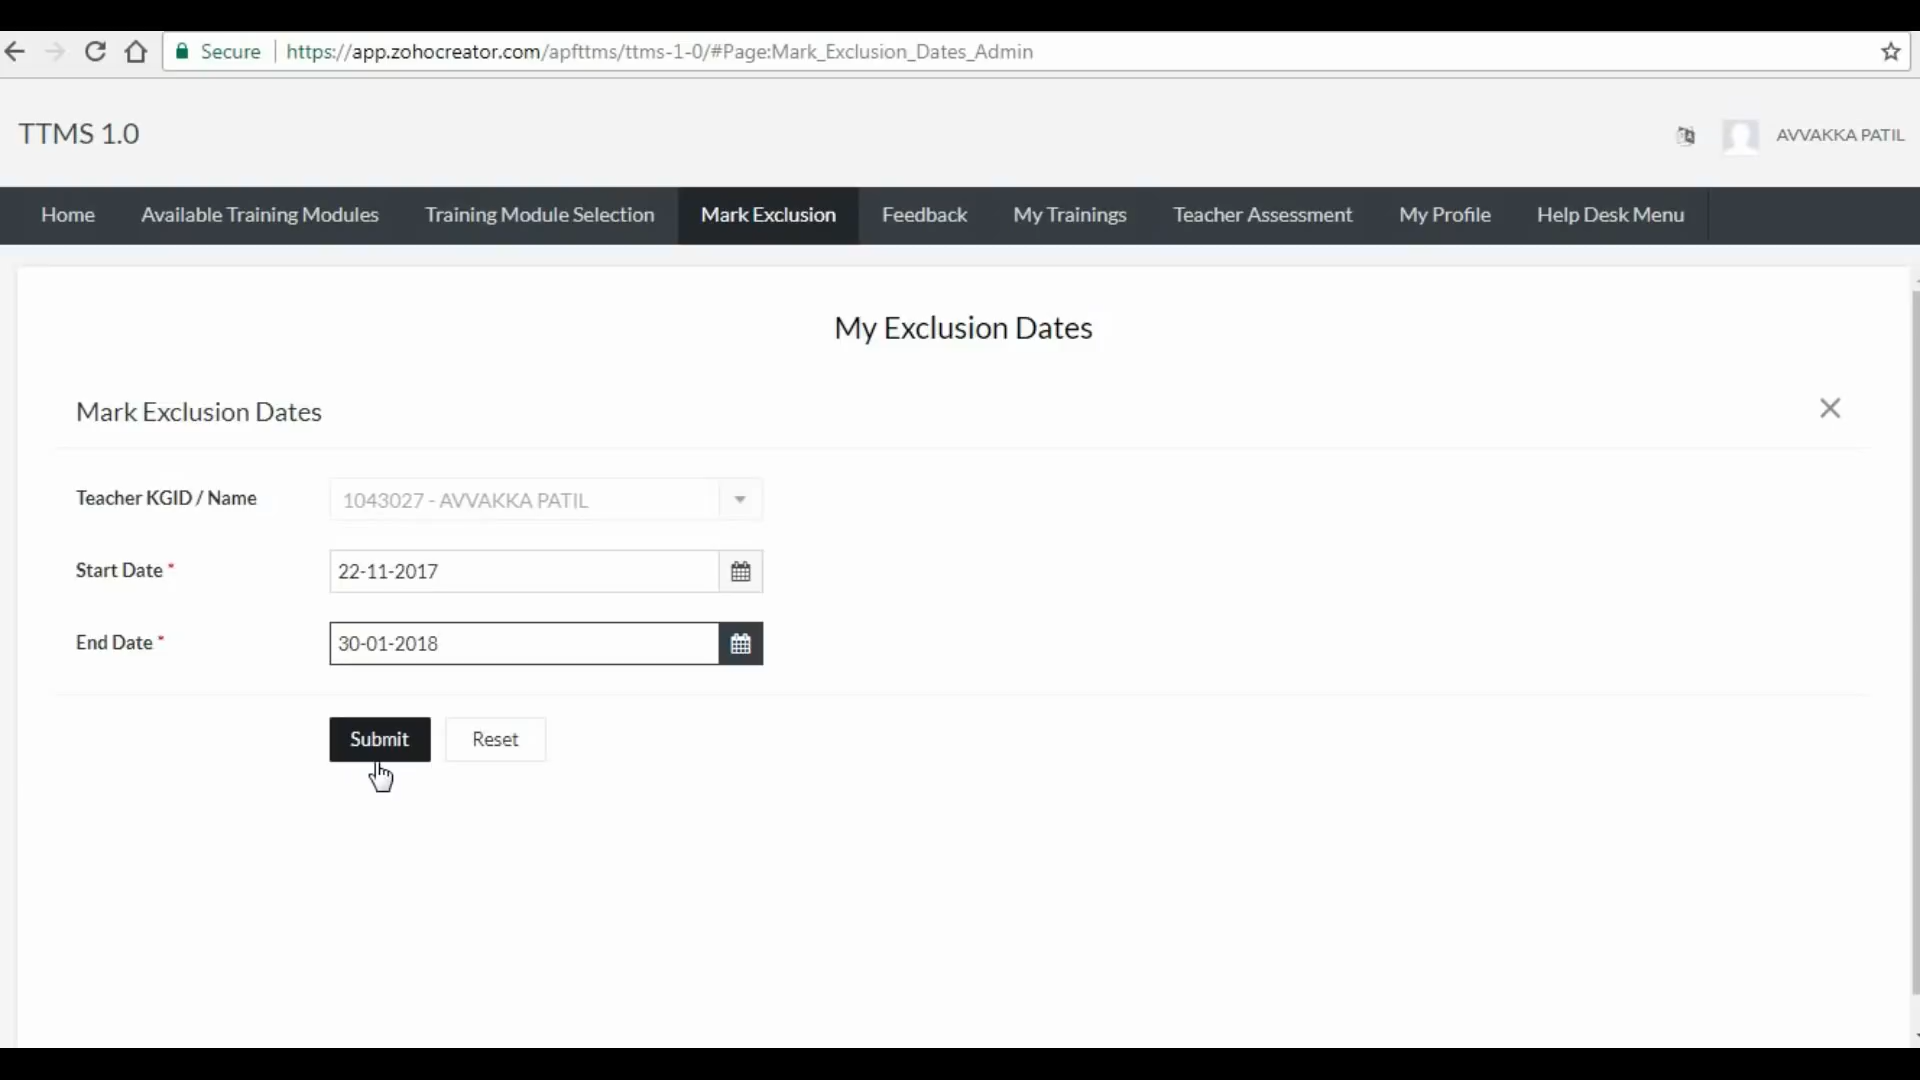 Secure https://app.zohocreator.com/apfttms/ttms-1-0/#Page:Mark_Exclusion_Dates_Admin
TTMS 1.0
AVVAKKA PATIL
Home Available Training Modules Training Module Selection Mark Exclusion Feedback My Trainings Teacher Assessment My Profile Help Desk Menu
My Exclusion Dates
Mark Exclusion Dates
Teacher KGID / Name 1043027 - AVVAKKA PATIL
Start Date * 22-11-2017
End Date * 30-01-2018
Submit Reset